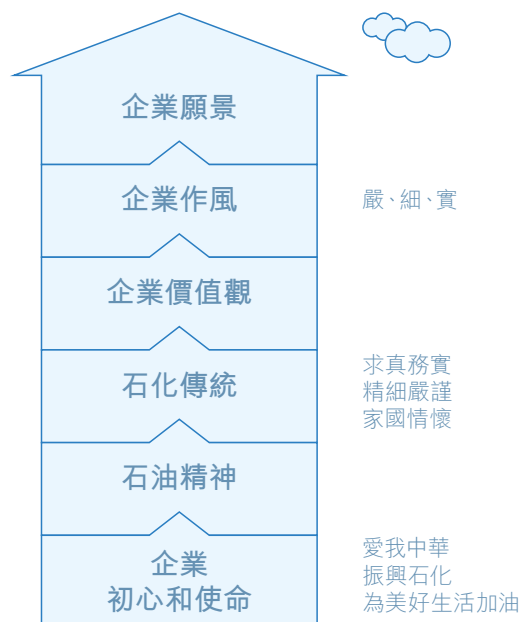 企業願景
企業作風
嚴、細、實
企業價值觀
石化傳統
求真務實
精細嚴謹
家國情懷
石油精神
企業
初心和使命
愛我中華
振興石化
為美好生活加油